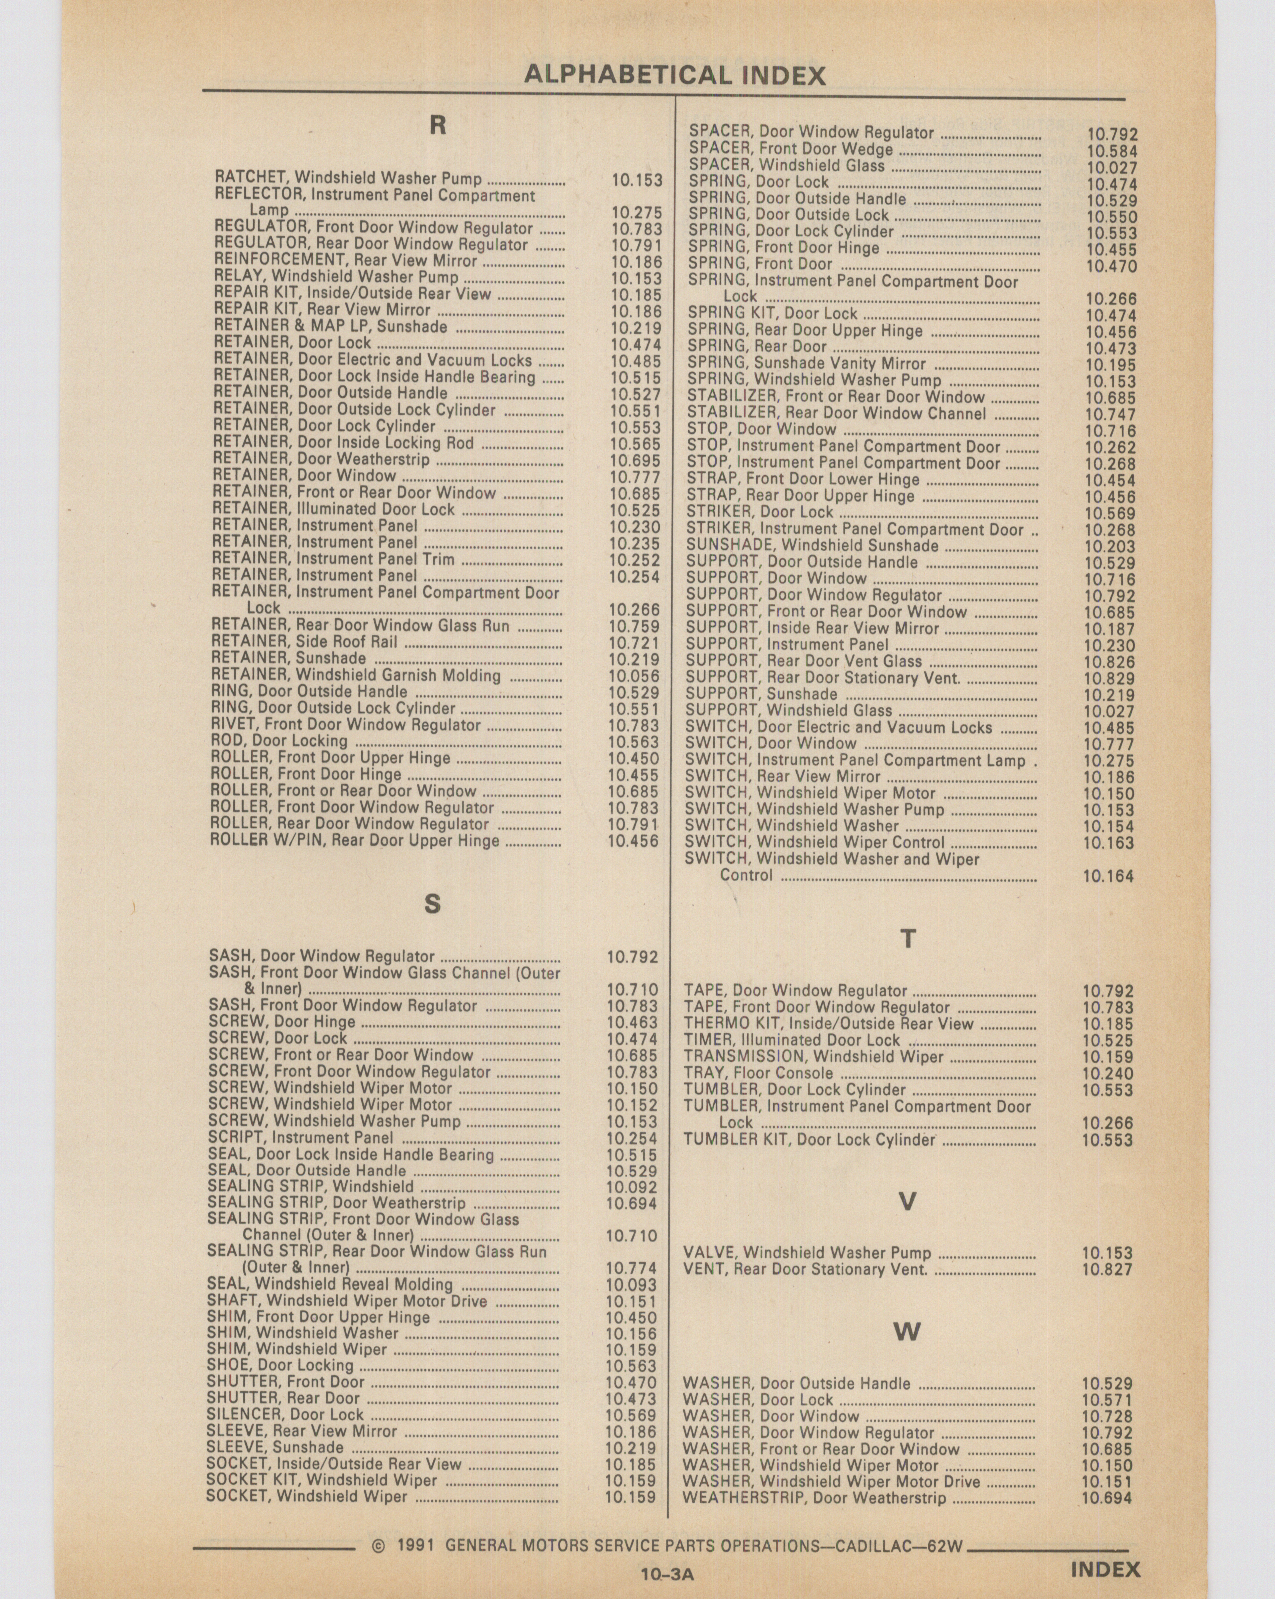 ALPHABETICAL INDEX
R
RATCHET, Windshield Washer Pump ..................... 10.153
REFLECTOR, Instrument Panel Compartment
Lamp ..................... 10.275
REGULATOR, Front Door Window Regulator ....... 10.783
REGULATOR, Rear Door Window Regulator ........ 10.791
REINFORCEMENT, Rear View Mirror ..................... 10.186
RELAY, Windshield Washer Pump ..................... 10.153
REPAIR KIT, Inside/Outside Rear View ................. 10.185
REPAIR KIT, Rear View Mirror ..................... 10.186
RETAINER & MAP LP, Sunshade ..................... 10.219
RETAINER, Door Lock ..................... 10.474
RETAINER, Door Electric and Vacuum Locks ....... 10.485
RETAINER, Door Lock Inside Handle Bearing ...... 10.515
RETAINER, Door Outside Handle ..................... 10.527
RETAINER, Door Outside Lock Cylinder ................ 10.551
RETAINER, Door Lock Cylinder ..................... 10.553
RETAINER, Door Inside Locking Rod ..................... 10.565
RETAINER, Door Weatherstrip ..................... 10.695
RETAINER, Door Window ..................... 10.777
RETAINER, Front or Rear Door Window ................ 10.685
RETAINER, Illuminated Door Lock ..................... 10.525
RETAINER, Instrument Panel ..................... 10.230
RETAINER, Instrument Panel ..................... 10.235
RETAINER, Instrument Panel Trim ..................... 10.252
RETAINER, Instrument Panel ..................... 10.254
RETAINER, Instrument Panel Compartment Door
Lock ..................... 10.266
RETAINER, Rear Door Window Glass Run ............ 10.759
RETAINER, Side Roof Rail ..................... 10.721
RETAINER, Sunshade ..................... 10.219
RETAINER, Windshield Garnish Molding .............. 10.056
RING, Door Outside Handle ..................... 10.529
RING, Door Outside Lock Cylinder ..................... 10.551
RIVET, Front Door Window Regulator ..................... 10.783
ROD, Door Locking ..................... 10.563
ROLLER, Front Door Upper Hinge ..................... 10.450
ROLLER, Front Door Hinge ..................... 10.455
ROLLER, Front or Rear Door Window ..................... 10.685
ROLLER, Front Door Window Regulator ................ 10.783
ROLLER, Rear Door Window Regulator ................. 10.791
ROLLER W/PIN, Rear Door Upper Hinge ............... 10.456
S
SASH, Door Window Regulator ..................... 10.792
SASH, Front Door Window Glass Channel (Outer
& Inner) ..................... 10.710
SASH, Front Door Window Regulator ..................... 10.783
SCREW, Door Hinge ..................... 10.463
SCREW, Door Lock ..................... 10.474
SCREW, Front or Rear Door Window ..................... 10.685
SCREW, Front Door Window Regulator ................. 10.783
SCREW, Windshield Wiper Motor ..................... 10.150
SCREW, Windshield Wiper Motor ..................... 10.152
SCREW, Windshield Washer Pump ..................... 10.153
SCRIPT, Instrument Panel ..................... 10.254
SEAL, Door Lock Inside Handle Bearing ................ 10.515
SEAL, Door Outside Handle ..................... 10.529
SEALING STRIP, Windshield ..................... 10.092
SEALING STRIP, Door Weatherstrip ..................... 10.694
SEALING STRIP, Front Door Window Glass
Channel (Outer & Inner) ..................... 10.710
SEALING STRIP, Rear Door Window Glass Run
(Outer & Inner) ..................... 10.774
SEAL, Windshield Reveal Molding ..................... 10.093
SHAFT, Windshield Wiper Motor Drive ................. 10.151
SHIM, Front Door Upper Hinge ..................... 10.450
SHIM, Windshield Washer ..................... 10.156
SHIM, Windshield Wiper ..................... 10.159
SHOE, Door Locking ..................... 10.563
SHUTTER, Front Door ..................... 10.470
SHUTTER, Rear Door ..................... 10.473
SILENCER, Door Lock ..................... 10.569
SLEEVE, Rear View Mirror ..................... 10.186
SLEEVE, Sunshade ..................... 10.219
SOCKET, Inside/Outside Rear View ..................... 10.185
SOCKET KIT, Windshield Wiper ..................... 10.159
SOCKET, Windshield Wiper ..................... 10.159
SPACER, Door Window Regulator ..................... 10.792
SPACER, Front Door Wedge ..................... 10.584
SPACER, Windshield Glass ..................... 10.027
SPRING, Door Lock ..................... 10.474
SPRING, Door Outside Handle ..................... 10.529
SPRING, Door Outside Lock ..................... 10.550
SPRING, Door Lock Cylinder ..................... 10.553
SPRING, Front Door Hinge ..................... 10.455
SPRING, Front Door ..................... 10.470
SPRING, Instrument Panel Compartment Door
Lock ..................... 10.266
SPRING KIT, Door Lock ..................... 10.474
SPRING, Rear Door Upper Hinge ..................... 10.456
SPRING, Rear Door ..................... 10.473
SPRING, Sunshade Vanity Mirror ..................... 10.195
SPRING, Windshield Washer Pump ..................... 10.153
STABILIZER, Front or Rear Door Window ............. 10.685
STABILIZER, Rear Door Window Channel ............ 10.747
STOP, Door Window ..................... 10.716
STOP, Instrument Panel Compartment Door ......... 10.262
STOP, Instrument Panel Compartment Door ......... 10.268
STRAP, Front Door Lower Hinge ..................... 10.454
STRAP, Rear Door Upper Hinge ..................... 10.456
STRIKER, Door Lock ..................... 10.569
STRIKER, Instrument Panel Compartment Door .. 10.268
SUNSHADE, Windshield Sunshade ..................... 10.203
SUPPORT, Door Outside Handle ..................... 10.529
SUPPORT, Door Window ..................... 10.716
SUPPORT, Door Window Regulator ..................... 10.792
SUPPORT, Front or Rear Door Window ................. 10.685
SUPPORT, Inside Rear View Mirror ..................... 10.187
SUPPORT, Instrument Panel ..................... 10.230
SUPPORT, Rear Door Vent Glass ..................... 10.826
SUPPORT, Rear Door Stationary Vent. ..................... 10.829
SUPPORT, Sunshade ..................... 10.219
SUPPORT, Windshield Glass ..................... 10.027
SWITCH, Door Electric and Vacuum Locks .......... 10.485
SWITCH, Door Window ..................... 10.777
SWITCH, Instrument Panel Compartment Lamp . 10.275
SWITCH, Rear View Mirror ..................... 10.186
SWITCH, Windshield Wiper Motor ..................... 10.150
SWITCH, Windshield Washer Pump ..................... 10.153
SWITCH, Windshield Washer ..................... 10.154
SWITCH, Windshield Wiper Control ..................... 10.163
SWITCH, Windshield Washer and Wiper
Control ..................... 10.164
T
TAPE, Door Window Regulator ..................... 10.792
TAPE, Front Door Window Regulator ..................... 10.783
THERMO KIT, Inside/Outside Rear View .............. 10.185
TIMER, Illuminated Door Lock ..................... 10.525
TRANSMISSION, Windshield Wiper ..................... 10.159
TRAY, Floor Console ..................... 10.240
TUMBLER, Door Lock Cylinder ..................... 10.553
TUMBLER, Instrument Panel Compartment Door
Lock ..................... 10.266
TUMBLER KIT, Door Lock Cylinder ..................... 10.553
V
VALVE, Windshield Washer Pump ..................... 10.153
VENT, Rear Door Stationary Vent. ..................... 10.827
W
WASHER, Door Outside Handle ..................... 10.529
WASHER, Door Lock ..................... 10.571
WASHER, Door Window ..................... 10.728
WASHER, Door Window Regulator ..................... 10.792
WASHER, Front or Rear Door Window ................. 10.685
WASHER, Windshield Wiper Motor ..................... 10.150
WASHER, Windshield Wiper Motor Drive ............ 10.151
WEATHERSTRIP, Door Weatherstrip ..................... 10.694
© 1991 GENERAL MOTORS SERVICE PARTS OPERATIONS—CADILLAC—62W
10–3A
INDEX